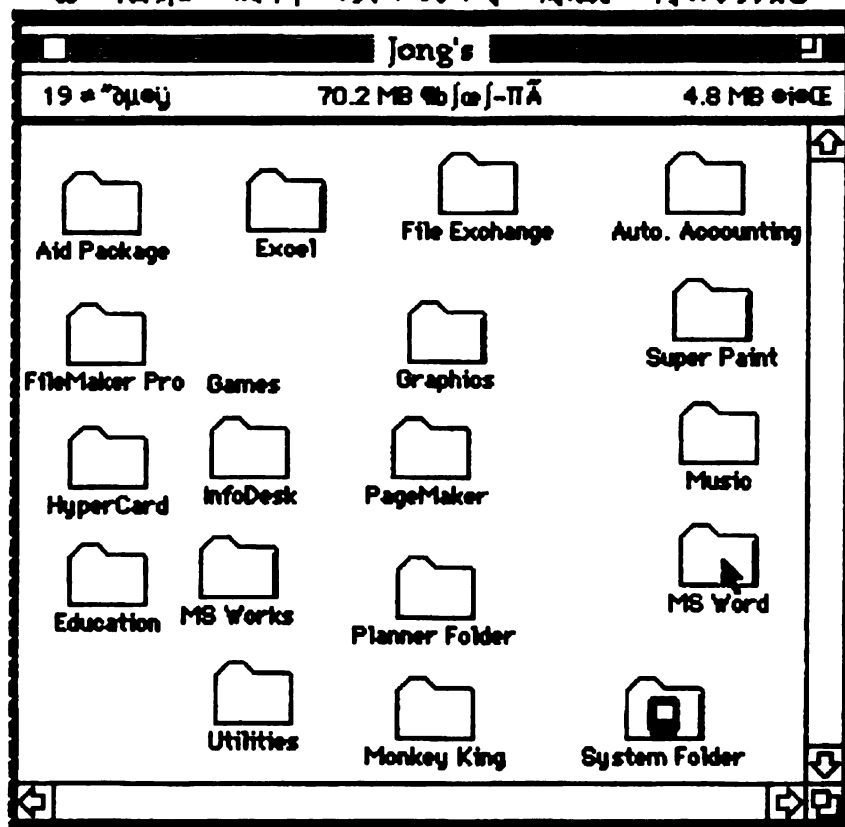 Jong's
19 70.2 MB 4.8 MB
Aid Package Excel File Exchange Auto. Accounting
FileMaker Pro Games Graphics Super Paint
HyperCard InfoDesk PageMaker Music
Education MS Works Planner Folder MS Word
Utilities Monkey King System Folder